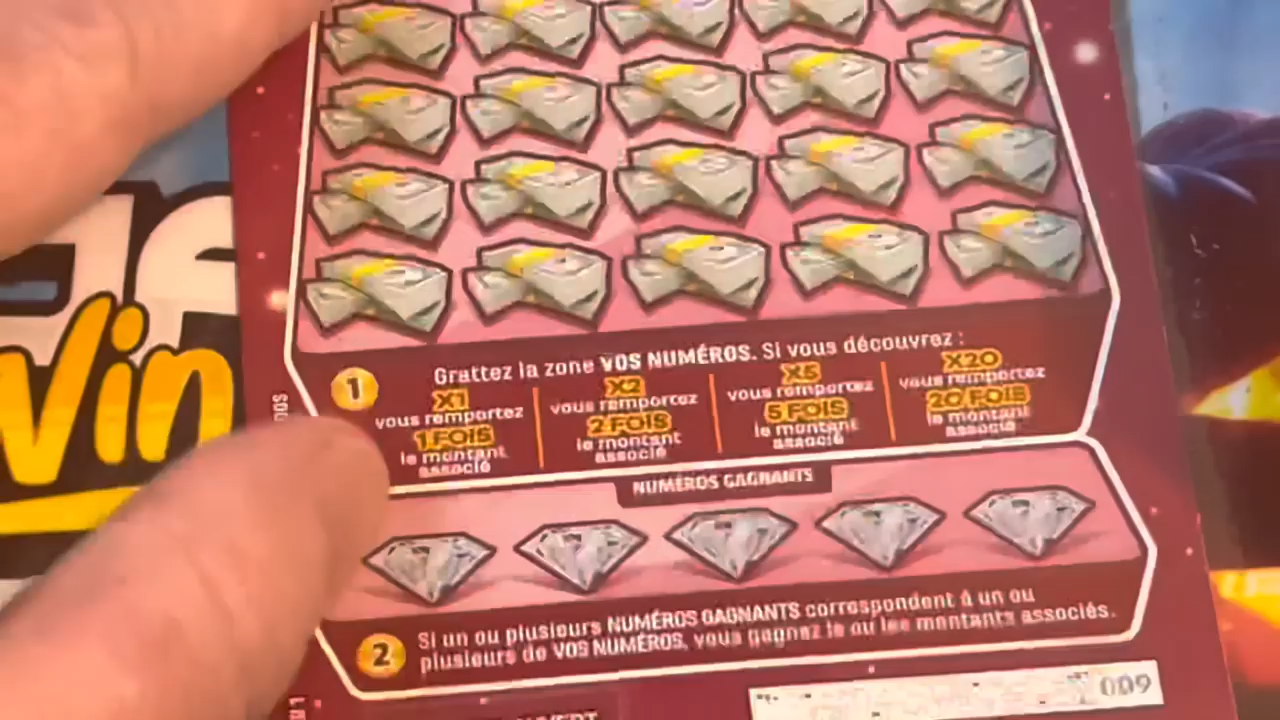 Vin
Grattez la zone VOS NUMÉROS. Si vous découvrez :
1
X1
vous remportez
1 FOIS
le montant
associé
X2
vous remportez
2 FOIS
le montant
associé
X5
vous remportez
5 FOIS
le montant
associé
X20
vous remportez
20 FOIS
le montant
associé
NUMÉROS GAGNANTS
2
Si un ou plusieurs NUMÉROS GAGNANTS correspondent à un ou
plusieurs de VOS NUMÉROS, vous gagnez le ou les montants associés.
009